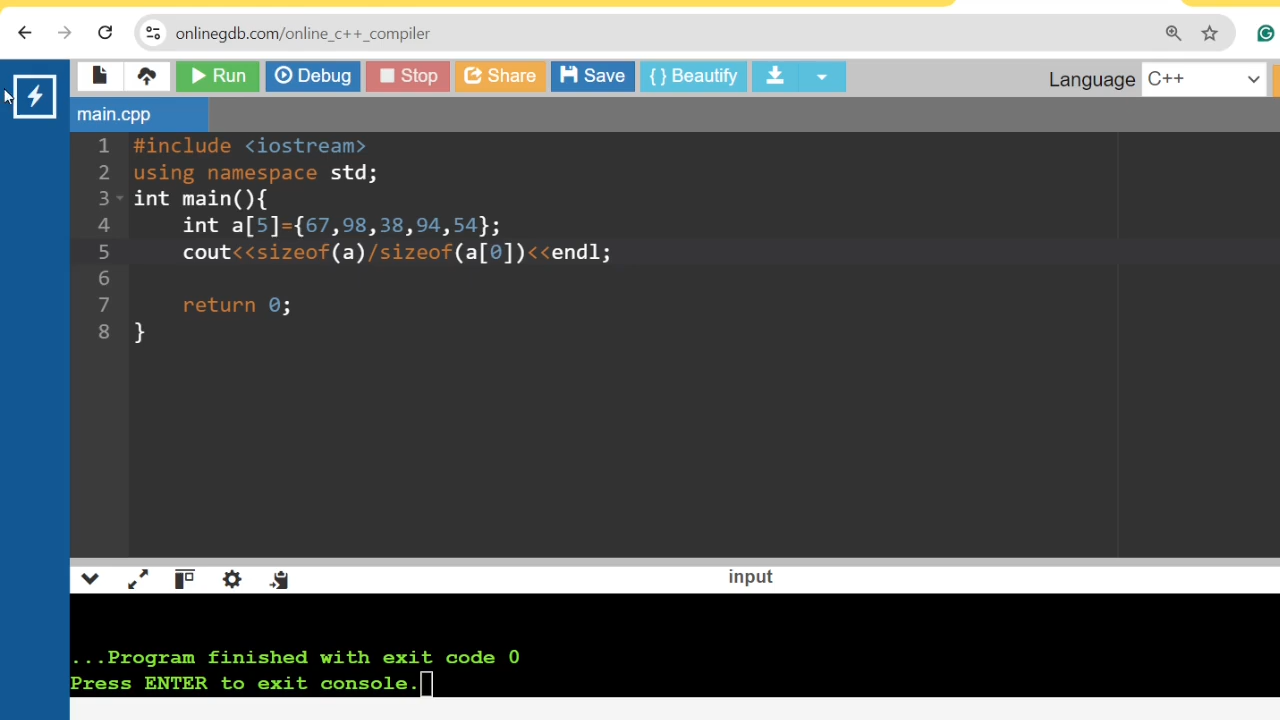 onlinegdb.com/online_c++_compiler
Run Debug Stop Share Save { } Beautify Language C++
main.cpp
1 #include <iostream>
2 using namespace std;
3 int main(){
4 int a[5]={67,98,38,94,54};
5 cout<<sizeof(a)/sizeof(a[0])<<endl;
6
7 return 0;
8 }
input
...Program finished with exit code 0
Press ENTER to exit console.